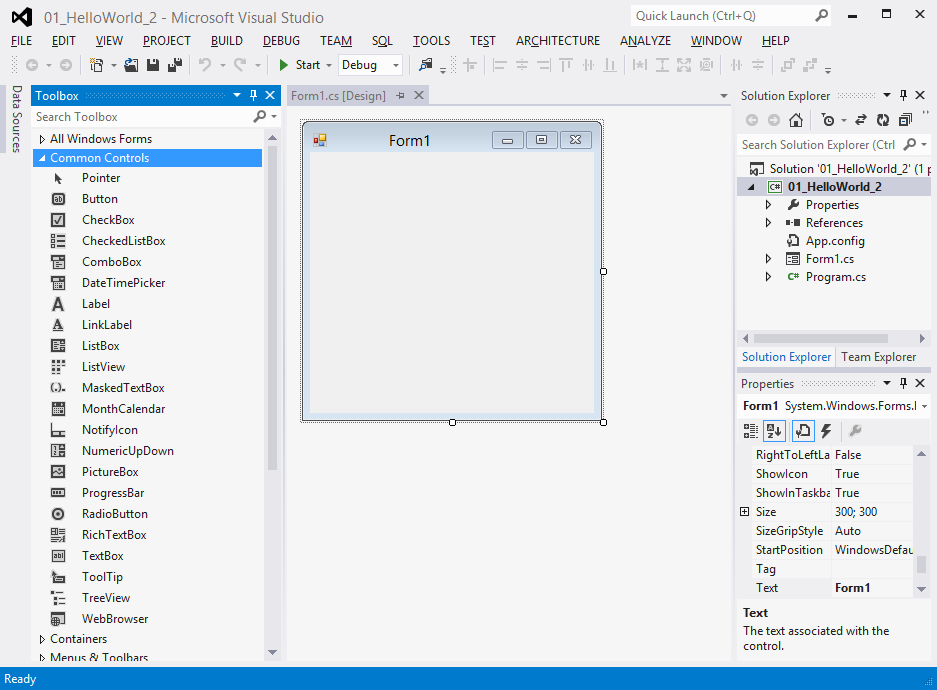 01_HelloWorld_2 - Microsoft Visual Studio
Quick Launch (Ctrl+Q)
FILE EDIT VIEW PROJECT BUILD DEBUG TEAM SQL TOOLS TEST ARCHITECTURE ANALYZE WINDOW HELP
Start Debug
Data Sources
Toolbox
Search Toolbox
All Windows Forms
Common Controls
Pointer
Button
CheckBox
CheckedListBox
ComboBox
DateTimePicker
Label
LinkLabel
ListBox
ListView
MaskedTextBox
MonthCalendar
NotifyIcon
NumericUpDown
PictureBox
ProgressBar
RadioButton
RichTextBox
TextBox
ToolTip
TreeView
WebBrowser
Containers
Menus & Toolbars
Form1.cs [Design]
Form1
Solution Explorer
Search Solution Explorer (Ctrl
Solution '01_HelloWorld_2' (1 p
C# 01_HelloWorld_2
Properties
References
App.config
Form1.cs
C# Program.cs
Solution Explorer Team Explorer
Properties
Form1 System.Windows.Forms.
RightToLeftLa False
ShowIcon True
ShowInTaskba True
Size 300; 300
SizeGripStyle Auto
StartPosition WindowsDefau
Tag
Text Form1
Text
The text associated with the
control.
Ready